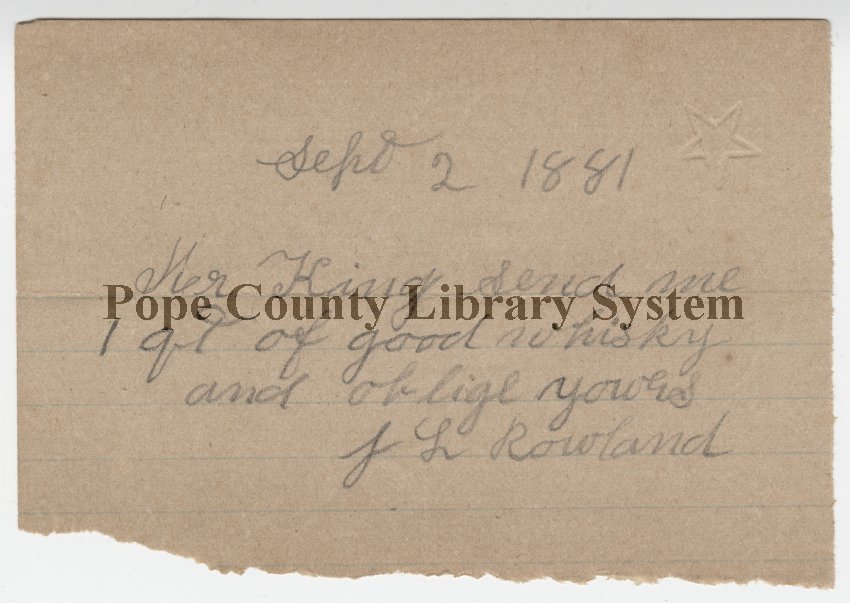 Sept 2 1881
Mr King send me
Pope County Library System
1 qt of good whisky
and oblige yowrs
J L Rowland